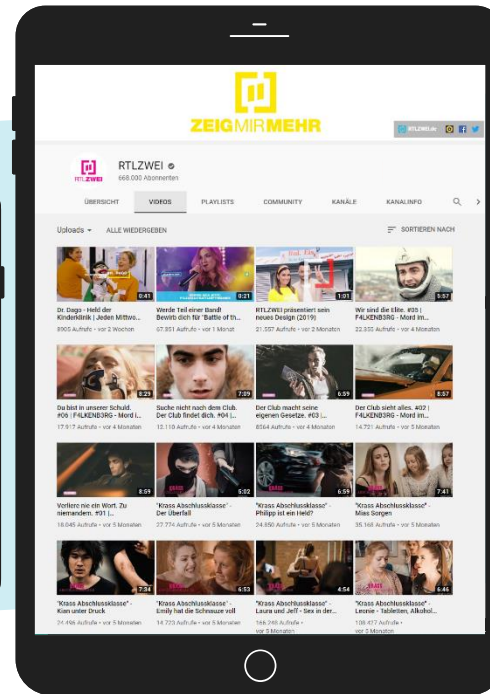 ZEIGMIRMEHR
RTLZWEI.de
RTLZWEI
RTLZWEI
668.000 Abonnenten
ÜBERSICHT VIDEOS PLAYLISTS COMMUNITY KANÄLE KANALINFO
Uploads ALLE WIEDERGEBEN SORTIEREN NACH
8:41 0:21 1:01 5:57
Dr. Dago - Held der Kinderklinik | Jeden Mittwo...
8905 Aufrufe • vor 2 Wochen
Werde Teil einer Band! Bewirb dich für "Battle of th...
67.851 Aufrufe • vor 1 Monat
RTLZWEI präsentiert sein neues Design (2019)
21.557 Aufrufe • vor 2 Monaten
Wir sind die Elite. #05 | F4LKENB3RG - Mord im...
22.355 Aufrufe • vor 4 Monaten
8:29 7:09 6:59 8:57
Du bist in unserer Schuld. #06 | F4LKENB3RG - Mord i...
17.917 Aufrufe • vor 4 Monaten
Suche nicht nach dem Club. Der Club findet dich. #04 |...
12.110 Aufrufe • vor 4 Monaten
Der Club macht seine eigenen Gesetze. #03 |...
8564 Aufrufe • vor 4 Monaten
Der Club sieht alles. #02 | F4LKENB3RG - Mord im...
14.721 Aufrufe • vor 5 Monaten
8:59 5:02 6:59 7:41
Verliere nie ein Wort. Zu niemandem. #01 |...
18.045 Aufrufe • vor 5 Monaten
"Krass Abschlussklasse" - Der Überfall
27.774 Aufrufe • vor 5 Monaten
"Krass Abschlussklasse" - Philipp ist ein Held?
24.850 Aufrufe • vor 5 Monaten
"Krass Abschlussklasse" - Mias Sorgen
35.168 Aufrufe • vor 5 Monaten
7:34 6:53 4:54 6:46
"Krass Abschlussklasse" - Kian unter Druck
24.496 Aufrufe • vor 5 Monaten
"Krass Abschlussklasse" - Emily hat die Schnauze voll
14.723 Aufrufe • vor 5 Monaten
"Krass Abschlussklasse" - Laura und Jeff - Sex in der...
166.248 Aufrufe • vor 5 Monaten
"Krass Abschlussklasse" - Leonie - Tabletten, Alkohol...
108.427 Aufrufe • vor 5 Monaten